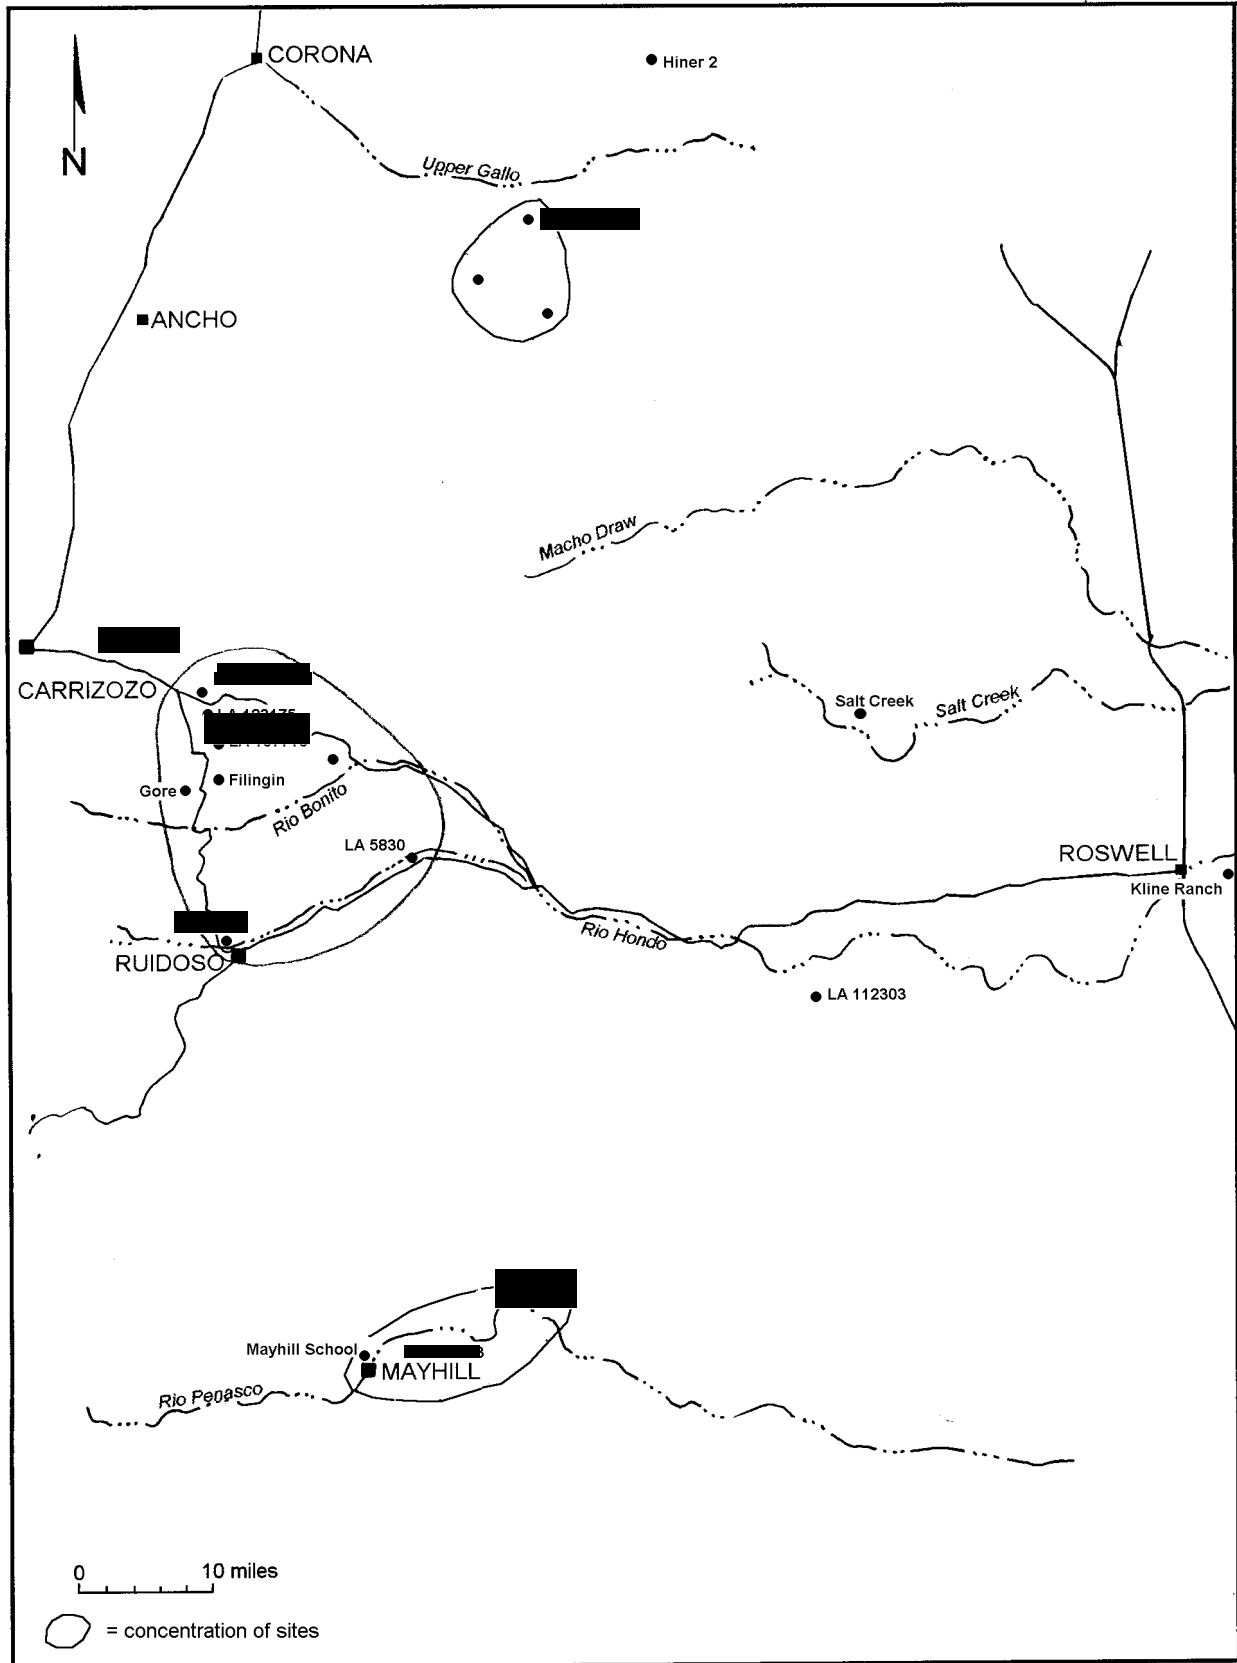 CORONA
Hiner 2
N
Upper Gallo
ANCHO
Macho Draw
CARRIZOZO
Salt Creek
Salt Creek
Gore
Filingin
Rio Bonito
LA 5830
ROSWELL
Kline Ranch
Rio Hondo
RUIDOSO
LA 112303
Mayhill School
MAYHILL
Rio Penasco
0 10 miles
= concentration of sites